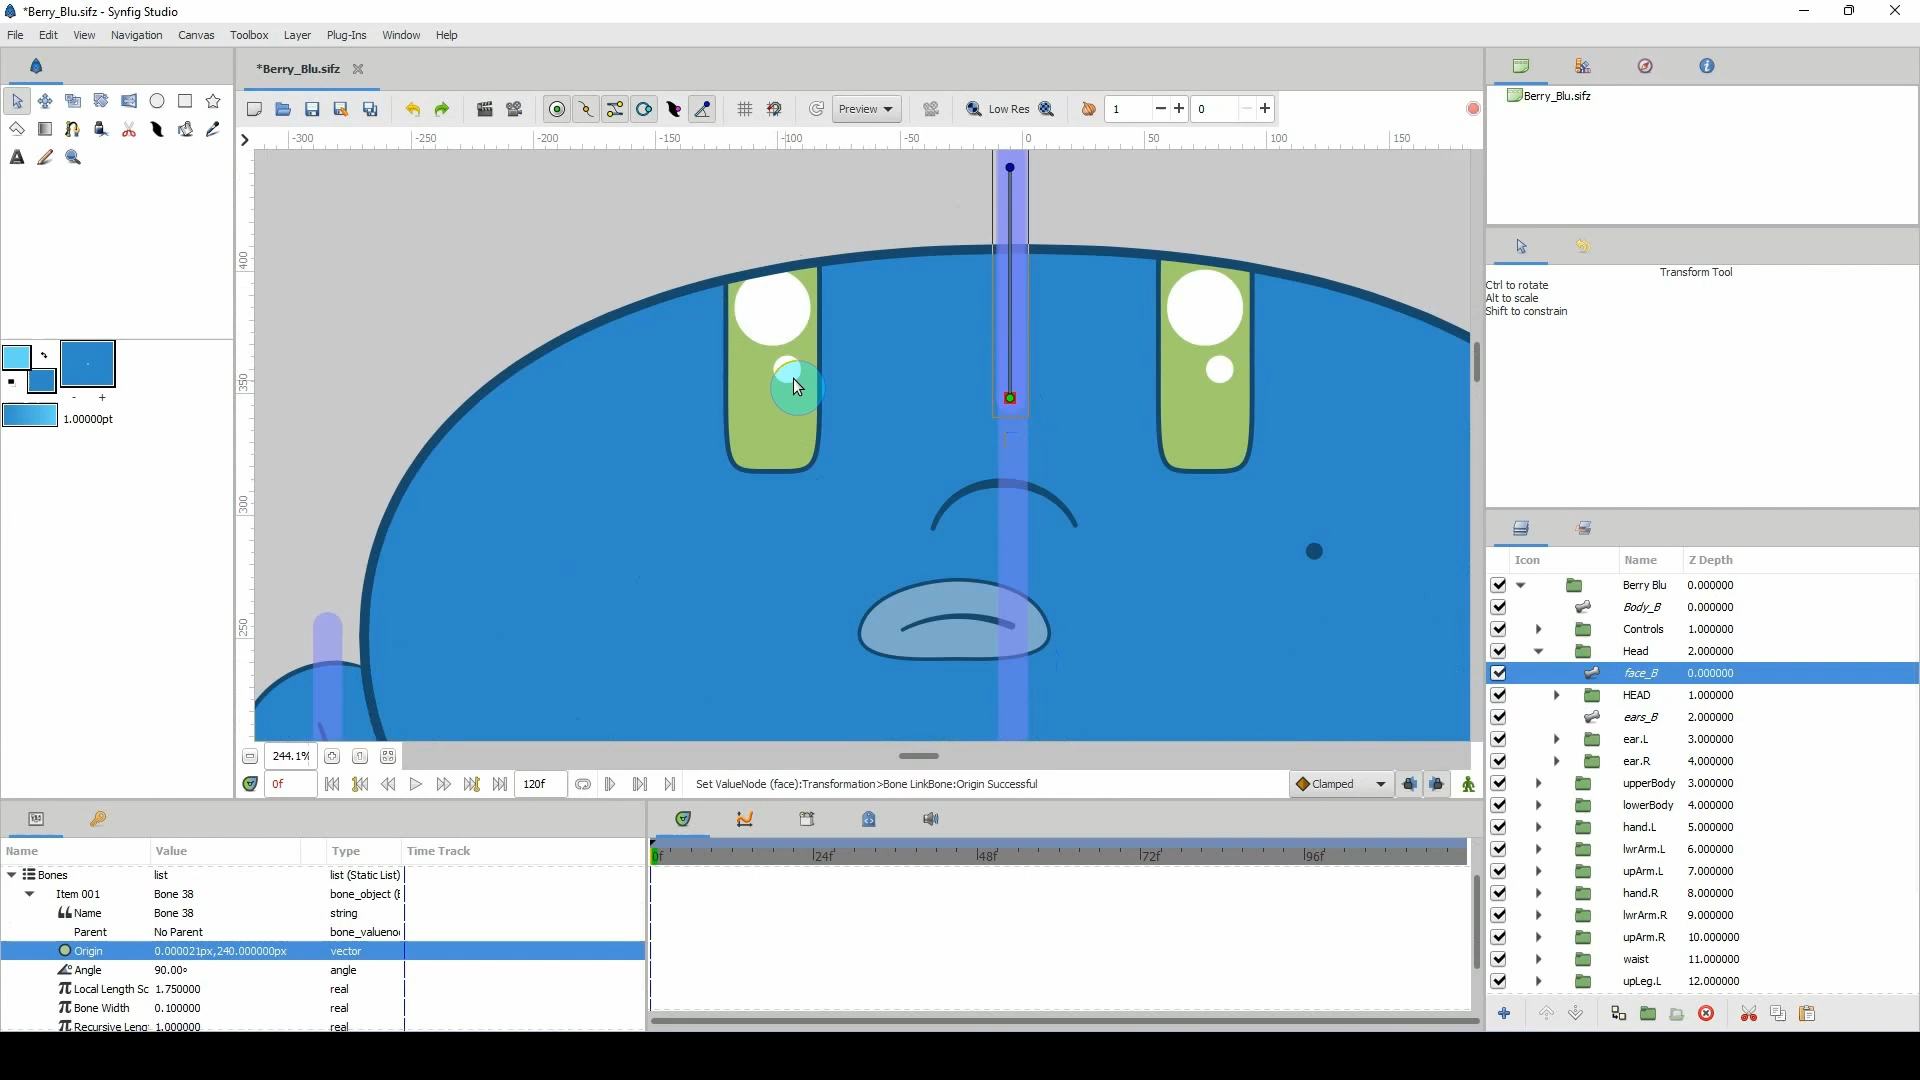 *Berry_Blu.sifz - Synfig Studio
File Edit View Navigation Canvas Toolbox Layer Plug-Ins Window Help
*Berry_Blu.sifz
Preview Low Res 1 0
-300 -250 -200 -150 -100 -50 0 50 100 150
400
350
300
250
1.00000pt
244.1%
0f 120f Set ValueNode (face):Transformation>Bone LinkBone:Origin Successful Clamped
Name Value Type Time Track
Bones list list (Static List)
Item 001 Bone 38 bone_object (
Name Bone 38 string
Parent No Parent bone_valueno
Origin 0.000021px,240.000000px vector
Angle 90.00° angle
Local Length Sc 1.750000 real
Bone Width 0.100000 real
Recursive Leng 1.000000 real
0f 24f 48f 72f 96f
Berry_Blu.sifz
Transform Tool
Ctrl to rotate
Alt to scale
Shift to constrain
Icon Name Z Depth
Berry Blu 0.000000
Body_B 0.000000
Controls 1.000000
Head 2.000000
face_B 0.000000
HEAD 1.000000
ears_B 2.000000
ear.L 3.000000
ear.R 4.000000
upperBody 3.000000
lowerBody 4.000000
hand.L 5.000000
lwrArm.L 6.000000
upArm.L 7.000000
hand.R 8.000000
lwrArm.R 9.000000
upArm.R 10.000000
waist 11.000000
upLeg.L 12.000000